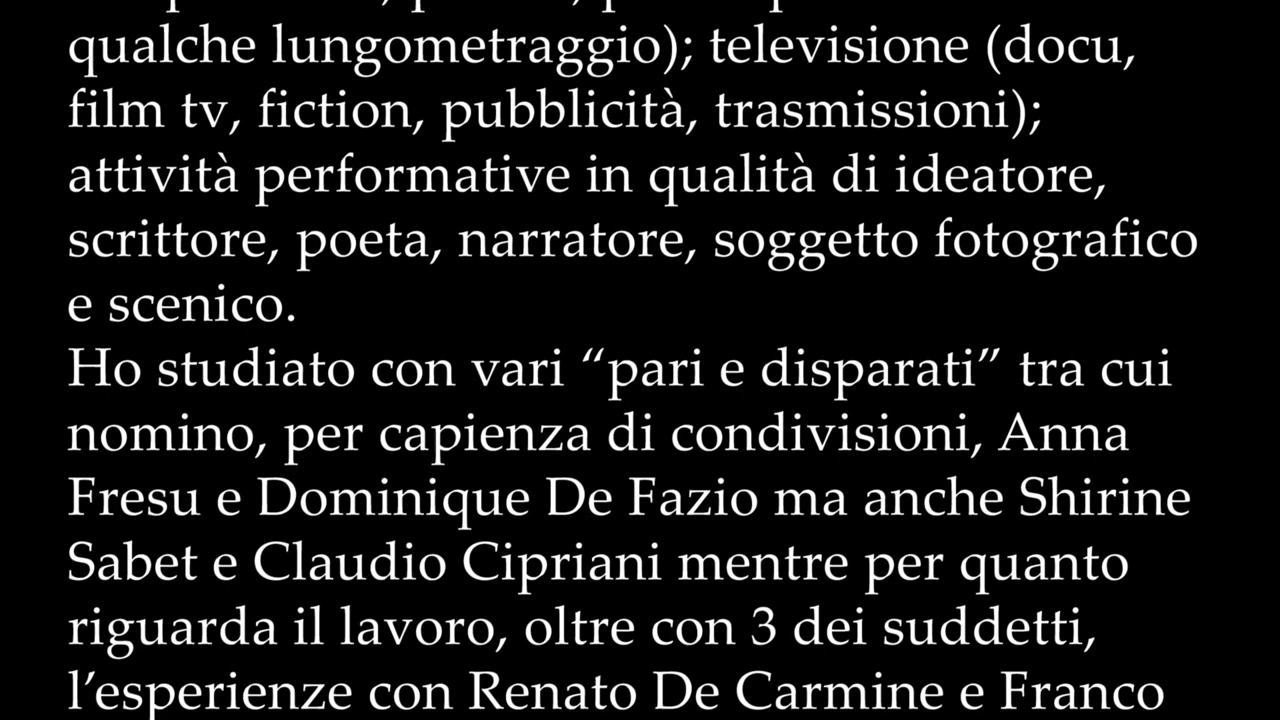 qualche lungometraggio); televisione (docu,
film tv, fiction, pubblicità, trasmissioni);
attività performative in qualità di ideatore,
scrittore, poeta, narratore, soggetto fotografico
e scenico.
Ho studiato con vari “pari e disparati” tra cui
nomino, per capienza di condivisioni, Anna
Fresu e Dominique De Fazio ma anche Shirine
Sabet e Claudio Cipriani mentre per quanto
riguarda il lavoro, oltre con 3 dei suddetti,
l’esperienze con Renato De Carmine e Franco